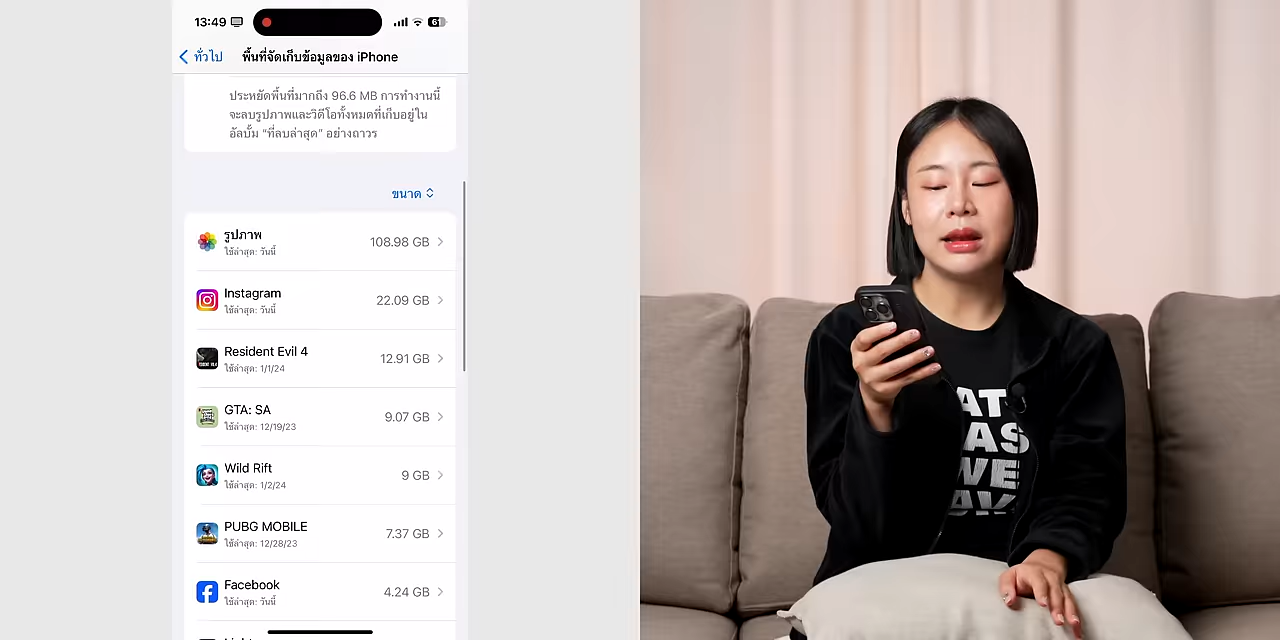 13:49
61
ทั่วไป
พื้นที่จัดเก็บข้อมูลของ iPhone
ประหยัดพื้นที่มากถึง 96.6 MB การทำงานนี้
จะลบรูปภาพและวิดีโอทั้งหมดที่เก็บอยู่ใน
อัลบั้ม "ที่ลบล่าสุด" อย่างถาวร
ขนาด
รูปภาพ
108.98 GB
ใช้ล่าสุด: วันนี้
Instagram
22.09 GB
ใช้ล่าสุด: วันนี้
Resident Evil 4
12.91 GB
ใช้ล่าสุด: 1/1/24
GTA: SA
9.07 GB
ใช้ล่าสุด: 12/19/23
Wild Rift
9 GB
ใช้ล่าสุด: 1/2/24
PUBG MOBILE
7.37 GB
ใช้ล่าสุด: 12/28/23
Facebook
4.24 GB
ใช้ล่าสุด: วันนี้
AT
AS
WE